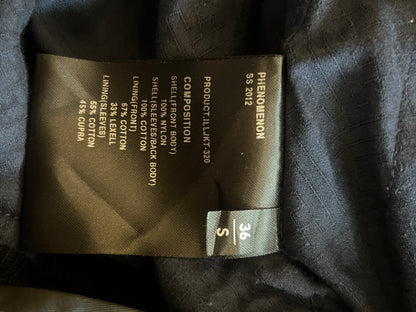 PHENOMENON
SS 2012
PRODUCT.ILLJKT-320
COMPOSITION
SHELL(FRONT BODY)
100% NYLON
SHELL(SLEEVES/BACK BODY)
100% COTTON
LINING(FRONT)
67% COTTON
33% LEXELL
LINING(SLEEVES)
55% COTTON
45% CUPRA
36
S